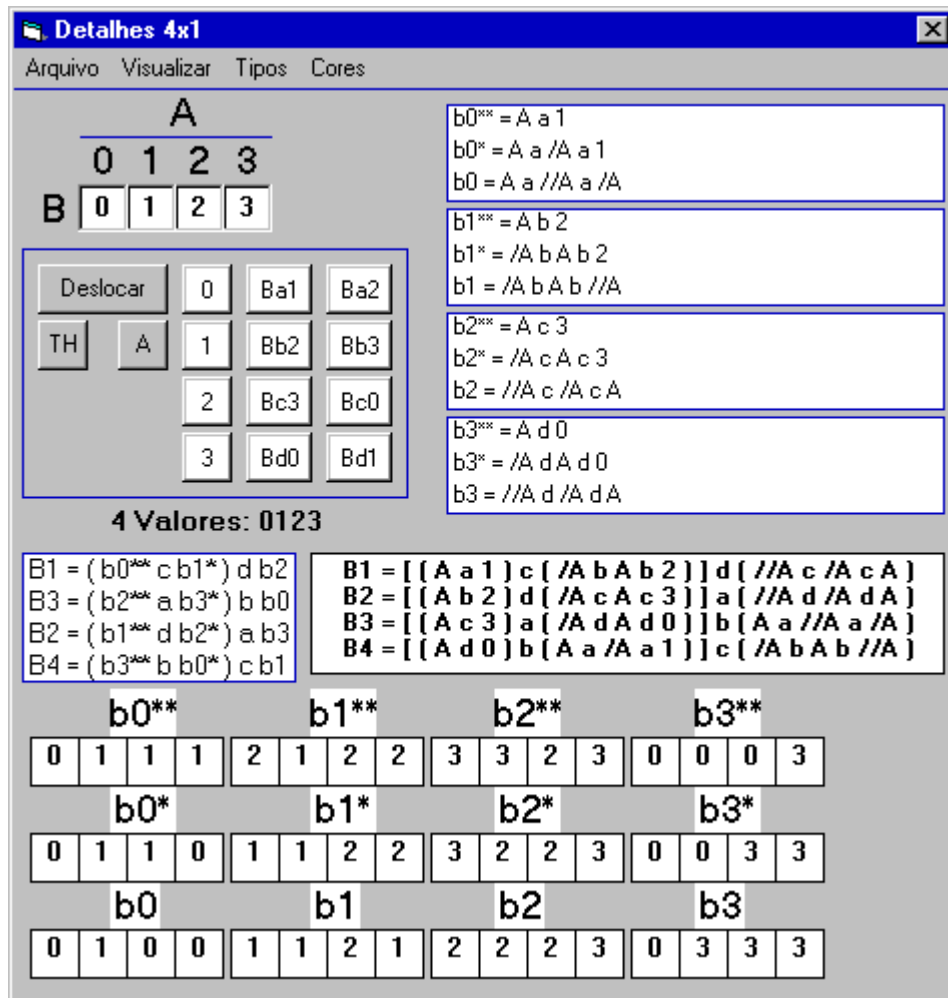 Detalhes 4x1
Arquivo Visualizar Tipos Cores
A
0 1 2 3
B 0 1 2 3
Deslocar 0 Ba1 Ba2
TH A 1 Bb2 Bb3
2 Bc3 Bc0
3 Bd0 Bd1
4 Valores: 0123
b0** = A a 1
b0* = A a /A a 1
b0 = A a //A a /A
b1** = A b 2
b1* = /A b A b 2
b1 = /A b A b //A
b2** = A c 3
b2* = /A c A c 3
b2 = //A c /A c A
b3** = A d 0
b3* = /A d A d 0
b3 = //A d /A d A
B1 = ( b0** c b1* ) d b2
B3 = ( b2** a b3* ) b b0
B2 = ( b1** d b2* ) a b3
B4 = ( b3** b b0* ) c b1
B1 = [ ( A a 1 ) c ( /A b A b 2 ) ] d ( //A c /A c A )
B2 = [ ( A b 2 ) d ( /A c A c 3 ) ] a ( //A d /A d A )
B3 = [ ( A c 3 ) a ( /A d A d 0 ) ] b ( A a //A a /A )
B4 = [ ( A d 0 ) b ( A a /A a 1 ) ] c ( /A b A b //A )
b0** b1** b2** b3**
0 1 1 1 2 1 2 2 3 3 2 3 0 0 0 3
b0* b1* b2* b3*
0 1 1 0 1 1 2 2 3 2 2 3 0 0 3 3
b0 b1 b2 b3
0 1 0 0 1 1 2 1 2 2 2 3 0 3 3 3